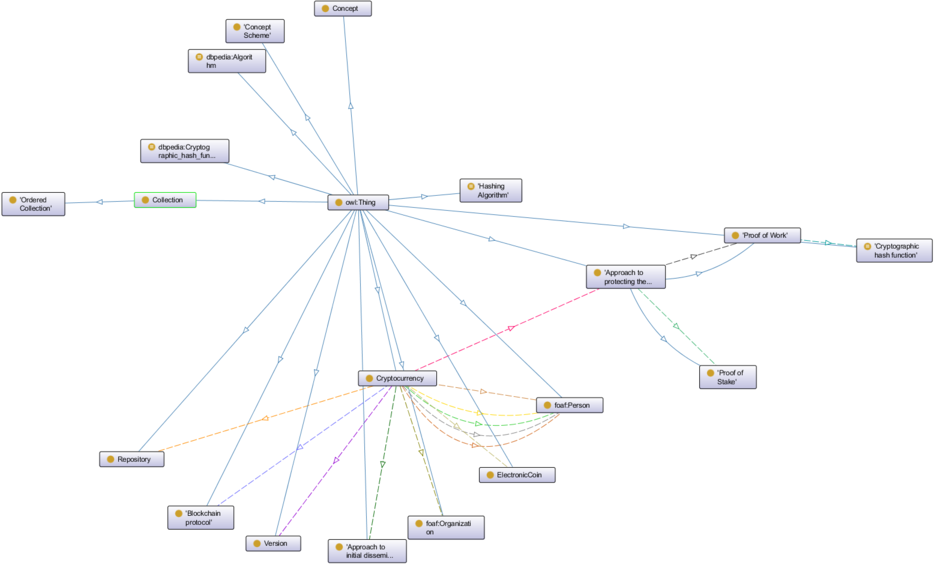 Concept
'Concept
Scheme'
dbpedia:Algorit
hm
dbpedia:Cryptog
raphic_hash_fun...
'Ordered
Collection'
Collection
owl:Thing
'Hashing
Algorithm'
'Proof of Work'
'Cryptographic
hash function'
'Approach to
protecting the...
'Proof of
Stake'
Cryptocurrency
foaf:Person
Repository
ElectronicCoin
'Blockchain
protocol'
foaf:Organizati
on
Version
'Approach to
initial dissemi...